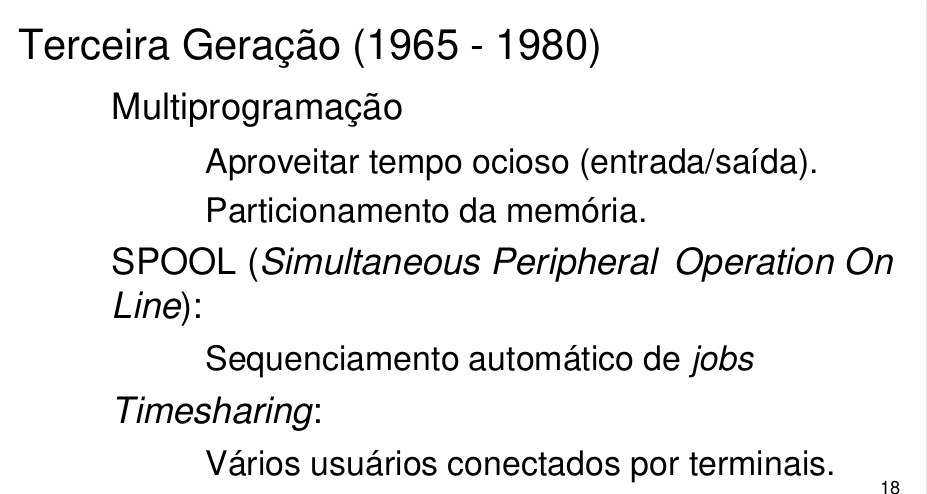 Terceira Geração (1965 - 1980)
Multiprogramação
Aproveitar tempo ocioso (entrada/saída).
Particionamento da memória.
SPOOL (Simultaneous Peripheral Operation On
Line):
Sequenciamento automático de jobs
Timesharing:
Vários usuários conectados por terminais.
18